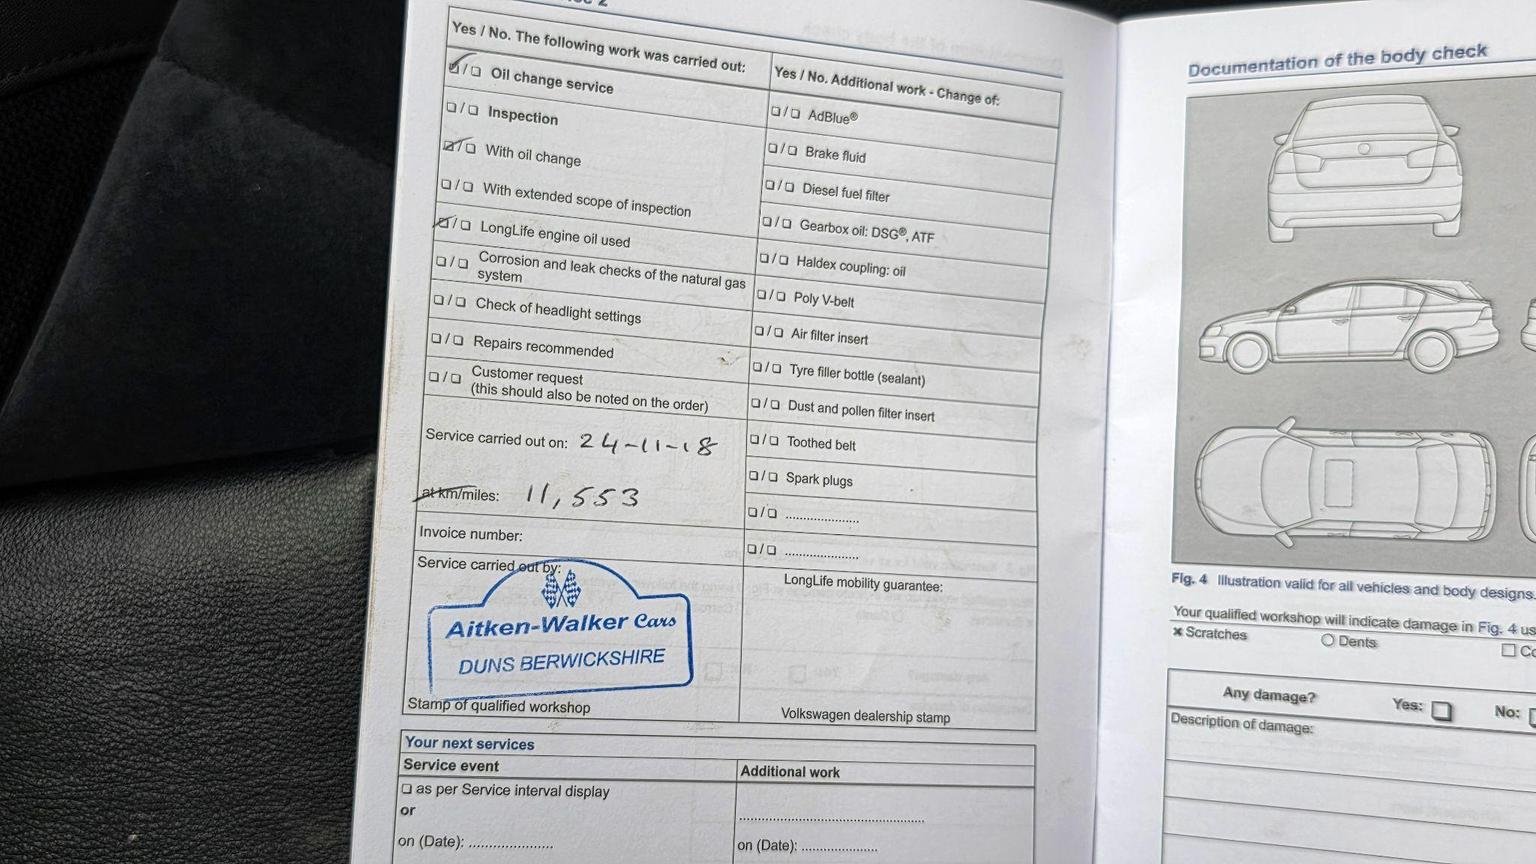 Yes / No. The following work was carried out:
☑/☐ Oil change service
☐/☐ Inspection
☑/☐ With oil change
☐/☐ With extended scope of inspection
☑/☐ LongLife engine oil used
☐/☐ Corrosion and leak checks of the natural gas
system
☐/☐ Check of headlight settings
☐/☐ Repairs recommended
☐/☐ Customer request
(this should also be noted on the order)
Service carried out on: 24-11-18
at km/miles: 11,553
Invoice number:
Service carried out by:
Aitken-Walker Cars
DUNS BERWICKSHIRE
Stamp of qualified workshop
Yes / No. Additional work - Change of:
☐/☐ AdBlue®
☐/☐ Brake fluid
☐/☐ Diesel fuel filter
☐/☐ Gearbox oil: DSG®, ATF
☐/☐ Haldex coupling: oil
☐/☐ Poly V-belt
☐/☐ Air filter insert
☐/☐ Tyre filler bottle (sealant)
☐/☐ Dust and pollen filter insert
☐/☐ Toothed belt
☐/☐ Spark plugs
☐/☐ ....................
☐/☐ ....................
LongLife mobility guarantee:
Volkswagen dealership stamp
Your next services
Service event
☐ as per Service interval display
or
on (Date): ......................
Additional work
..................................................
on (Date): ....................
Documentation of the body check
Fig. 4 Illustration valid for all vehicles and body designs.
Your qualified workshop will indicate damage in Fig. 4
× Scratches
○ Dents
☐
Any damage? Yes: ☐ No: ☐
Description of damage: